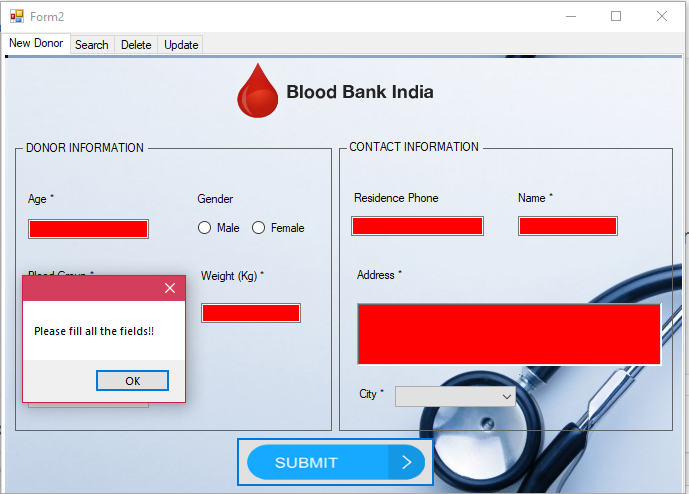 Form2
New Donor Search Delete Update
Blood Bank India
DONOR INFORMATION
Age *
Gender
Male Female
Blood Group *
Weight (Kg) *
Please fill all the fields!!
OK
CONTACT INFORMATION
Residence Phone
Name *
Address *
City *
SUBMIT